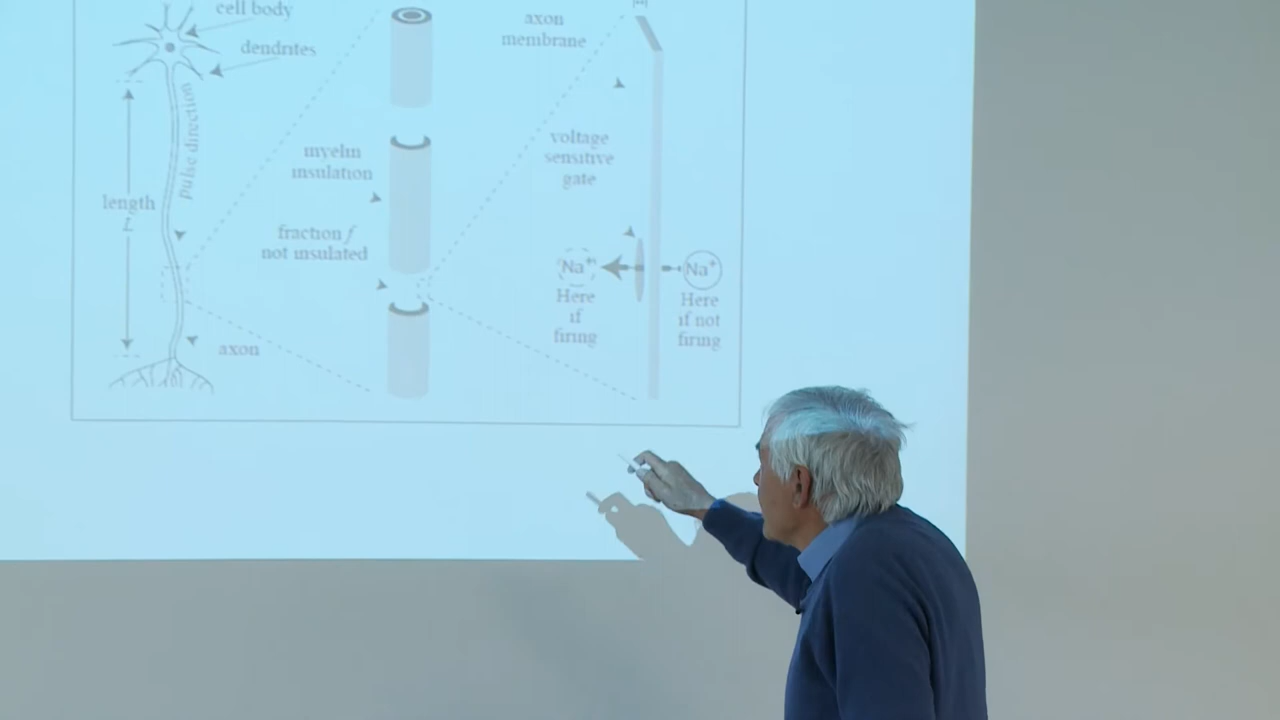 cell body
dendrites
pulse direction
length
L
axon
myelin
insulation
fraction f
not insulated
axon
membrane
voltage
sensitive
gate
Na+
Here
if
firing
Na+
Here
if not
firing